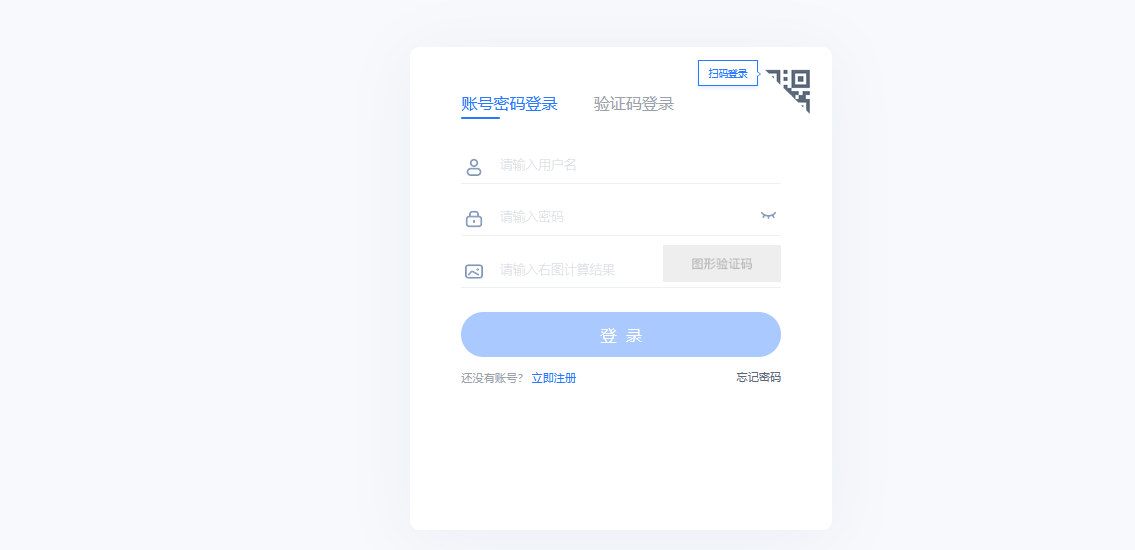 扫码登录
账号密码登录 验证码登录
请输入用户名
请输入密码
请输入右图计算结果 图形验证码
登 录
还没有账号? 立即注册 忘记密码